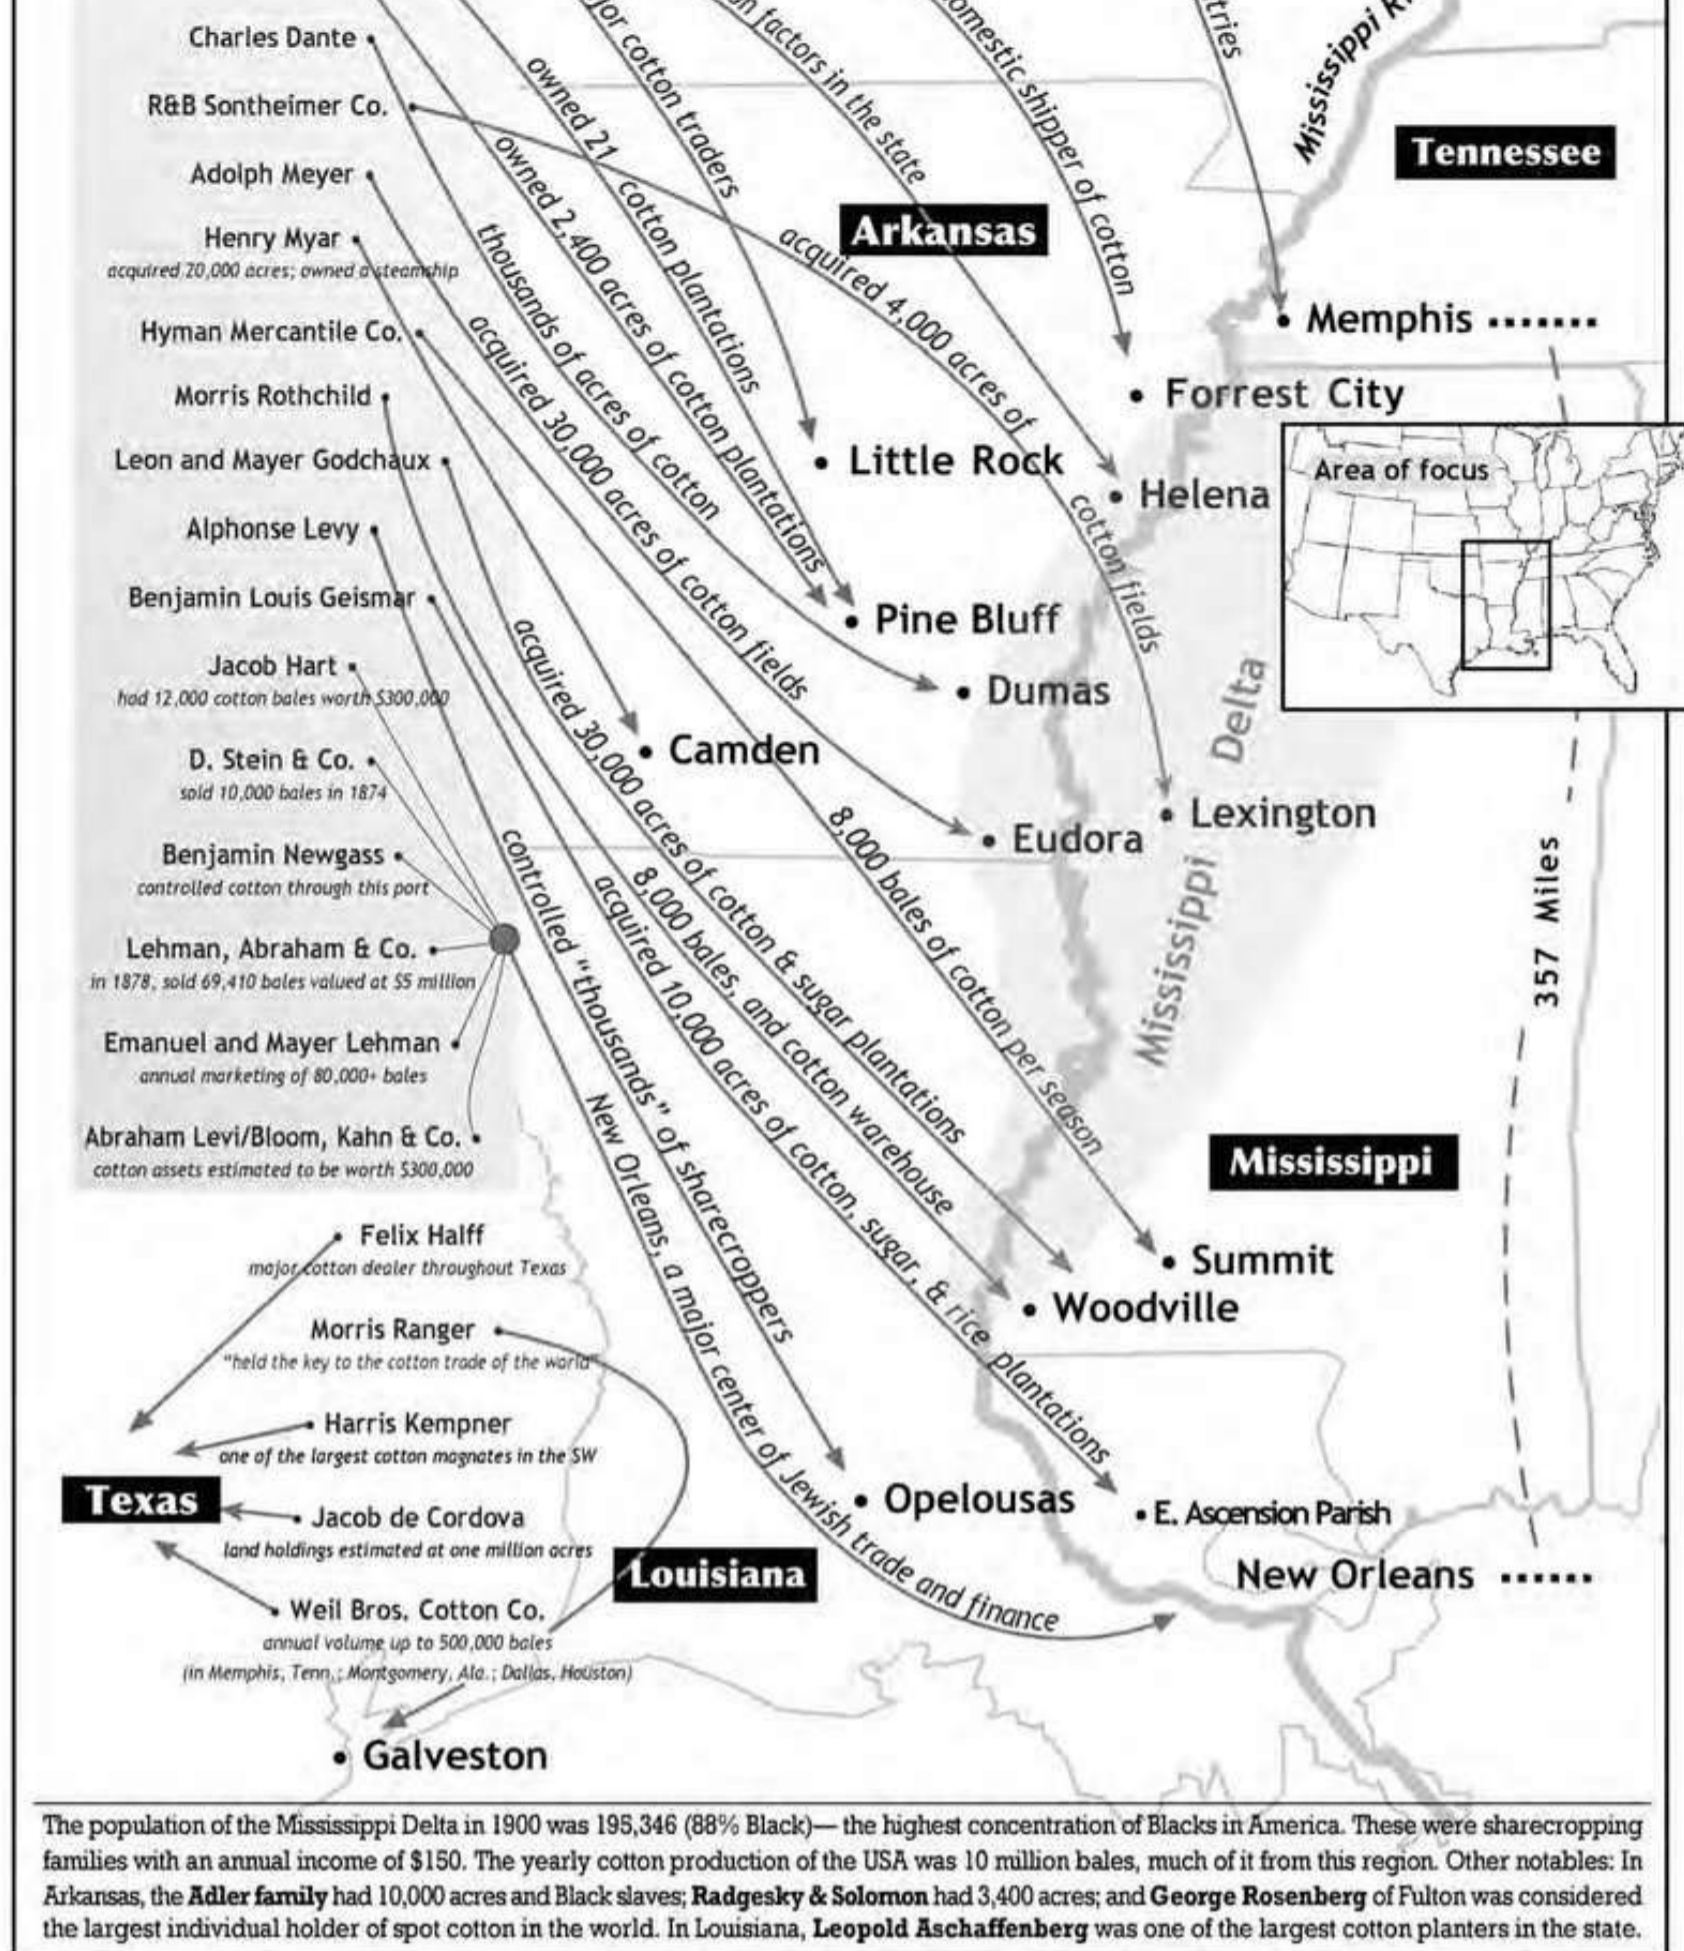 Charles Dante
R&B Sontheimer Co.
Adolph Meyer
Henry Myar
acquired 20,000 acres; owned a steamship
Hyman Mercantile Co.
Morris Rothchild
Leon and Mayer Godchaux
Alphonse Levy
Benjamin Louis Geismar
Jacob Hart
had 12,000 cotton bales worth $300,000
D. Stein & Co.
sold 10,000 bales in 1874
Benjamin Newgass
controlled cotton through this port
Lehman, Abraham & Co.
in 1878, sold 69,410 bales valued at $5 million
Emanuel and Mayer Lehman
annual marketing of 80,000+ bales
Abraham Levi/Bloom, Kahn & Co.
cotton assets estimated to be worth $300,000
Felix Halff
major cotton dealer throughout Texas
Morris Ranger
"held the key to the cotton trade of the world"
Harris Kempner
one of the largest cotton magnates in the SW
Texas
Jacob de Cordova
land holdings estimated at one million acres
Weil Bros. Cotton Co.
annual volume up to 500,000 bales
(in Memphis, Tenn.; Montgomery, Ala.; Dallas, Houston)
Galveston
owned 21 cotton plantations
owned 2,400 acres of cotton plantations
thousands of acres of cotton
acquired 30,000 acres of cotton fields
cotton traders
factors in the state
domestic shipper of cotton
acquired 4,000 acres of cotton fields
8,000 bales of cotton per season
acquired 30,000 acres of cotton & sugar plantations
8,000 bales, and cotton warehouse
acquired 10,000 acres of cotton, sugar, & rice plantations
controlled "thousands" of sharecroppers
New Orleans, a major center of Jewish trade and finance
Mississippi
Tennessee
Arkansas
Memphis
Forrest City
Little Rock
Helena
Area of focus
Pine Bluff
Dumas
Camden
Eudora
Lexington
Mississippi Delta
357 Miles
Mississippi
Summit
Woodville
Opelousas
E. Ascension Parish
New Orleans
Louisiana
The population of the Mississippi Delta in 1900 was 195,346 (88% Black)— the highest concentration of Blacks in America. These were sharecropping
families with an annual income of $150. The yearly cotton production of the USA was 10 million bales, much of it from this region. Other notables: In
Arkansas, the Adler family had 10,000 acres and Black slaves; Radgesky & Solomon had 3,400 acres; and George Rosenberg of Fulton was considered
the largest individual holder of spot cotton in the world. In Louisiana, Leopold Aschaffenberg was one of the largest cotton planters in the state.